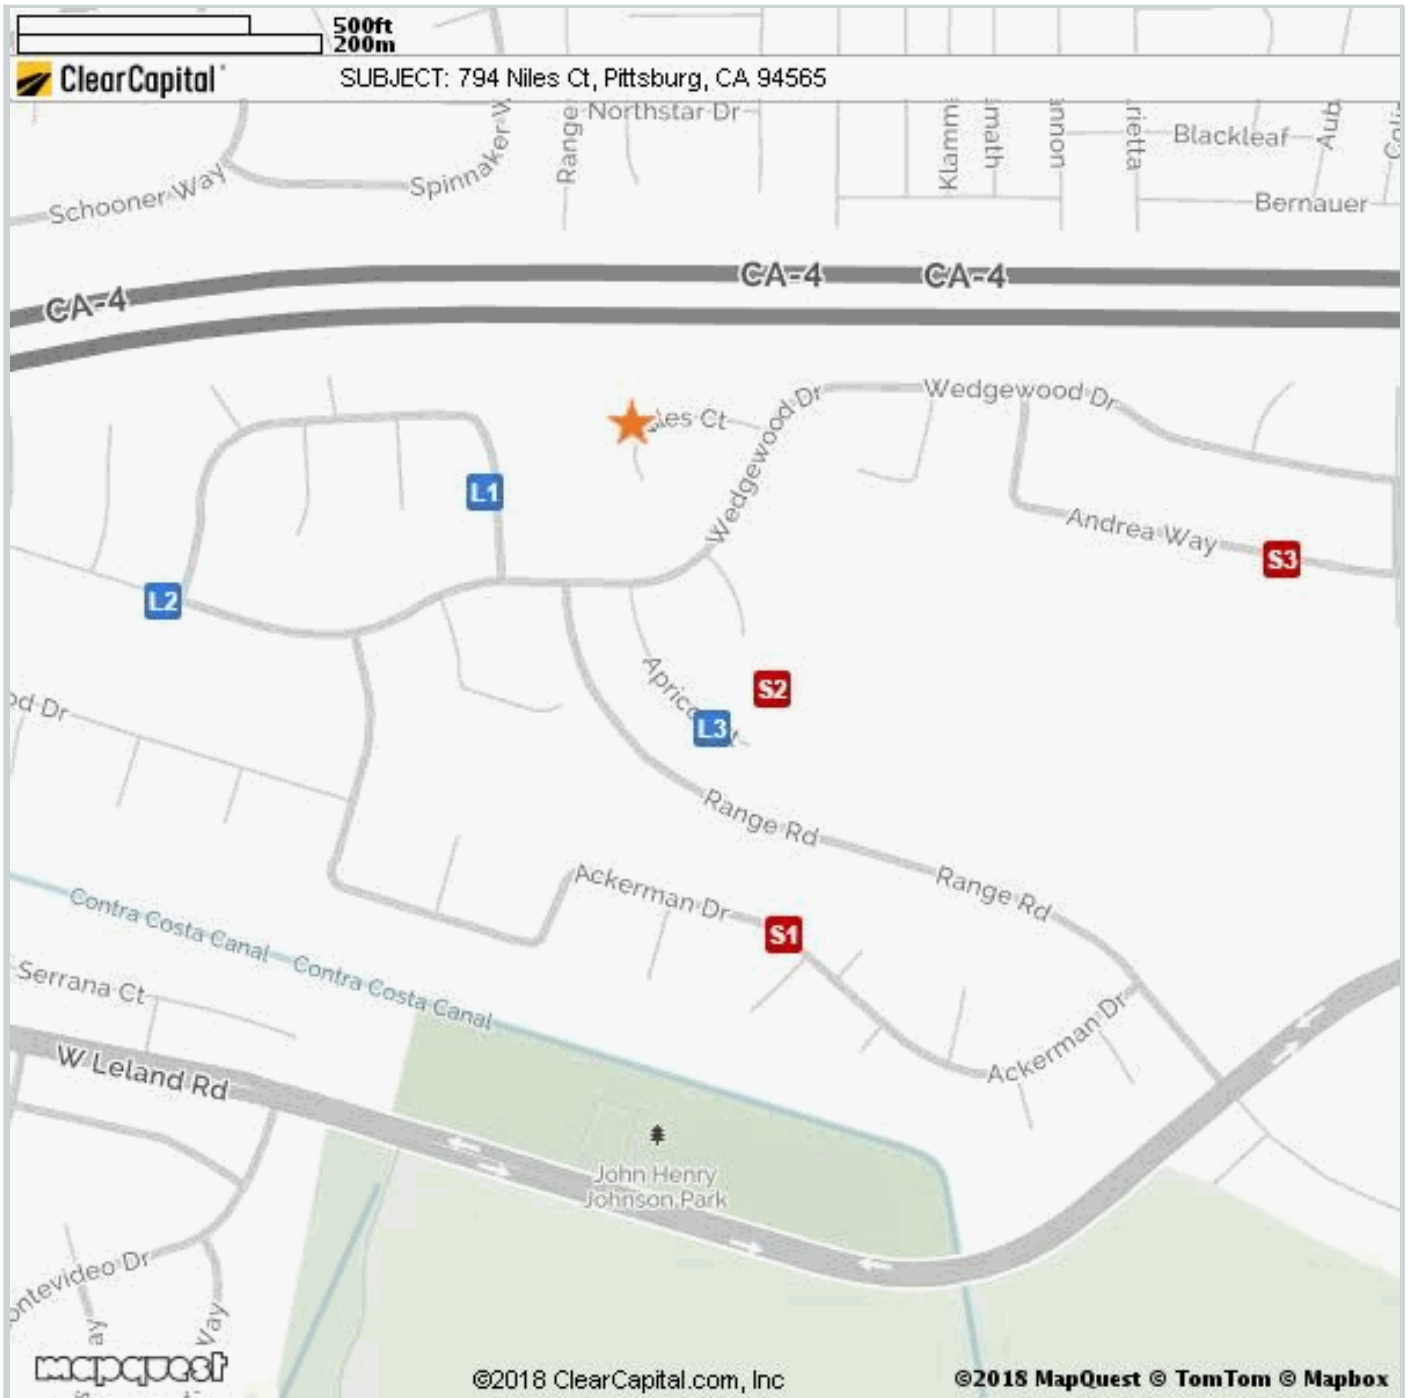 500ft
200m
ClearCapital
SUBJECT: 794 Niles Ct, Pittsburg, CA 94565
Northstar Dr
Range
Schooner Way
Spinnaker
Blackleaf
Bernauer
CA-4
CA-4
CA-4
Ct
Wedgewood Dr
Wedgewood Dr
L1
Andrea Way
S3
L2
S2
L3
Dr
Range Rd
Range Rd
Ackerman Dr
S1
Contra Costa Canal
Contra Costa Canal
Serrana Ct
Ackerman Dr
W Leland Rd
John Henry
Johnson Park
Dr
mapquest
©2018 ClearCapital.com, Inc
©2018 MapQuest © TomTom © Mapbox